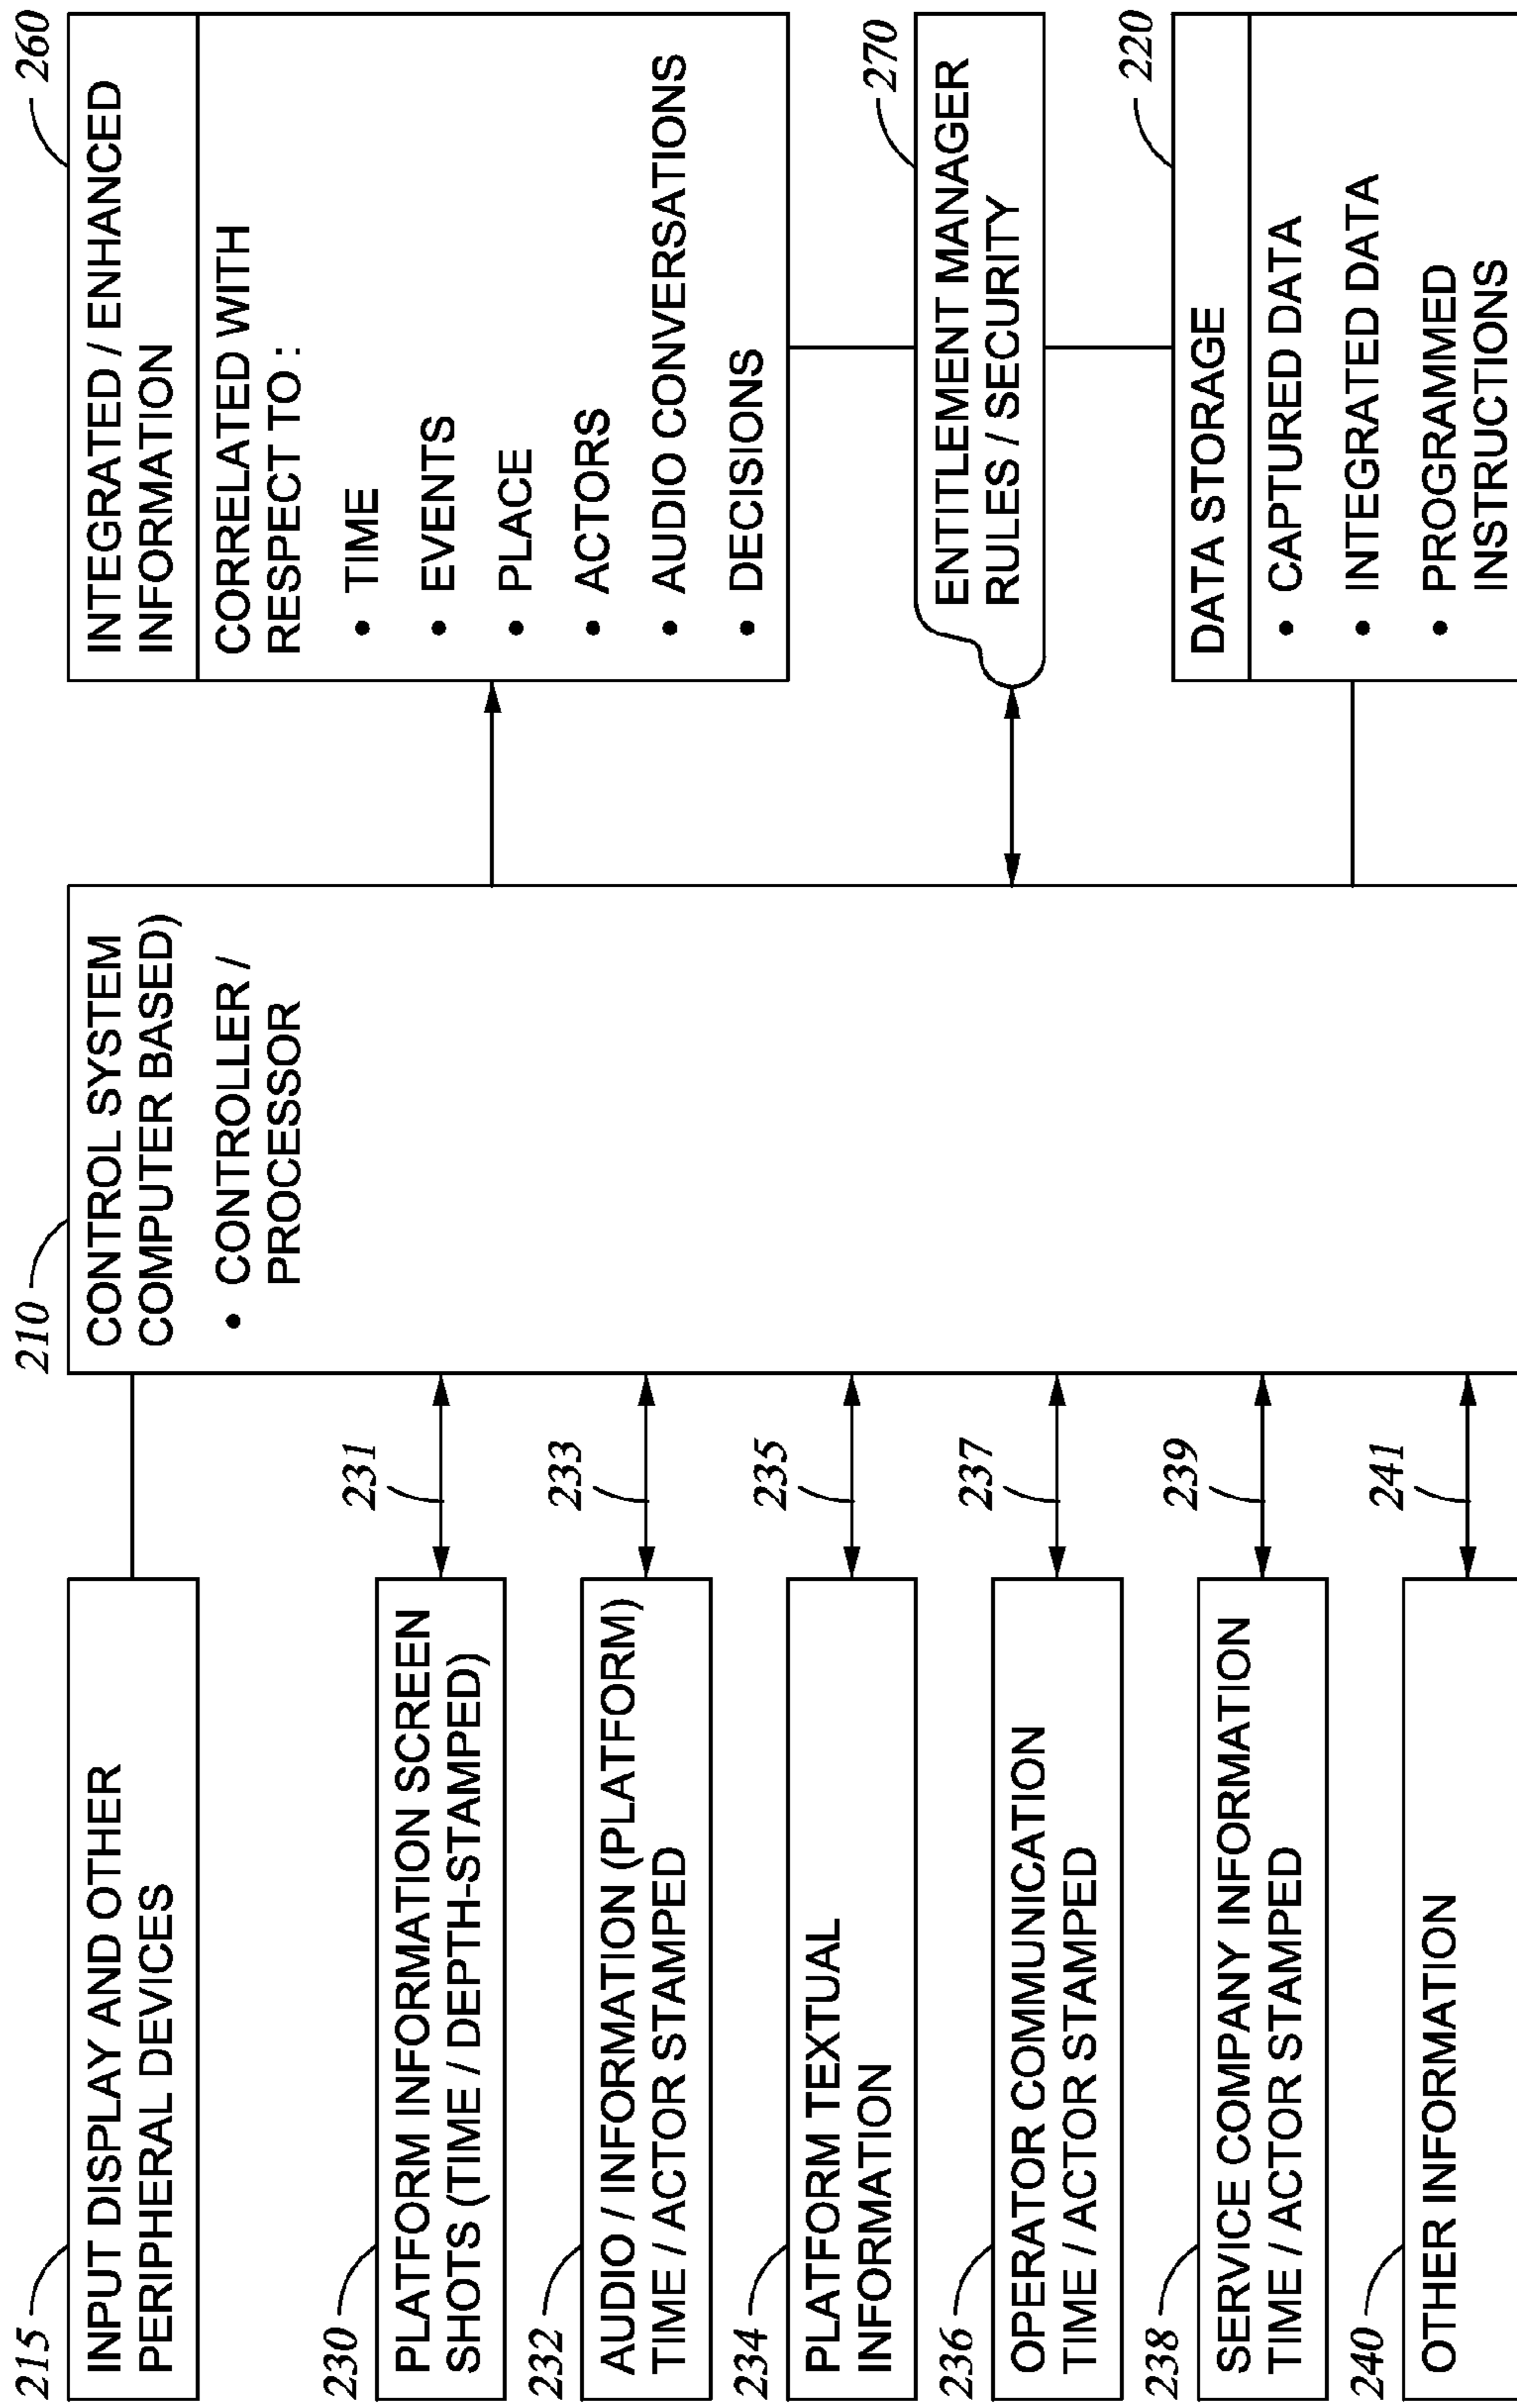 215
INPUT DISPLAY AND OTHER
PERIPHERAL DEVICES
230
PLATFORM INFORMATION SCREEN
SHOTS (TIME / DEPTH-STAMPED)
231
232
AUDIO / INFORMATION (PLATFORM)
TIME / ACTOR STAMPED
233
234
PLATFORM TEXTUAL
INFORMATION
235
236
OPERATOR COMMUNICATION
TIME / ACTOR STAMPED
237
238
SERVICE COMPANY INFORMATION
TIME / ACTOR STAMPED
239
240
OTHER INFORMATION
241
210
CONTROL SYSTEM
COMPUTER BASED)
• CONTROLLER /
PROCESSOR
260
INTEGRATED / ENHANCED
INFORMATION
CORRELATED WITH
RESPECT TO :
• TIME
• EVENTS
• PLACE
• ACTORS
• AUDIO CONVERSATIONS
• DECISIONS
270
ENTITLEMENT MANAGER
RULES / SECURITY
220
DATA STORAGE
• CAPTURED DATA
• INTEGRATED DATA
• PROGRAMMED
INSTRUCTIONS